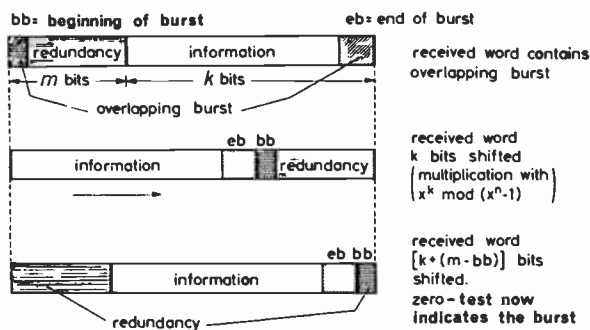 bb= beginning of burst
eb= end of burst
redundancy
information
m bits
k bits
overlapping burst
received word contains
overlapping burst
eb bb
information
redundancy
received word
k bits shifted
(multiplication with
x^k mod (x^n-1))
eb bb
information
redundancy
received word
[k+(m-bb)] bits
shifted.
zero-test now
indicates the burst